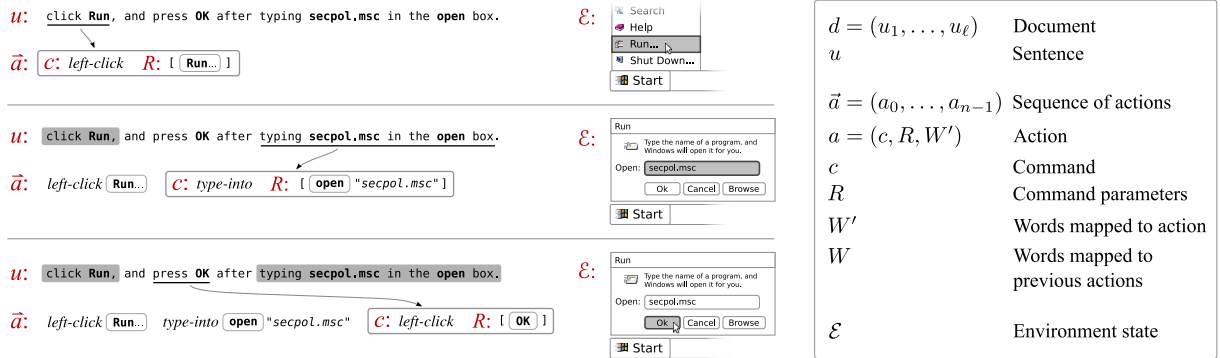 u: click Run, and press OK after typing secpol.msc in the open box.
a⃗: c: left-click R: [ Run... ]
ℰ:
Search
Help
Run...
Shut Down...
Start
u: click Run, and press OK after typing secpol.msc in the open box.
a⃗: left-click Run... c: type-into R: [ open "secpol.msc" ]
ℰ:
Run
Type the name of a program, and
Windows will open it for you.
Open: secpol.msc
Ok Cancel Browse
Start
u: click Run, and press OK after typing secpol.msc in the open box.
a⃗: left-click Run... type-into open "secpol.msc" c: left-click R: [ OK ]
ℰ:
Run
Type the name of a program, and
Windows will open it for you.
Open: secpol.msc
Ok Cancel Browse
Start
d = (u₁, . . . , uℓ) Document
u Sentence
a⃗ = (a₀, . . . , aₙ₋₁) Sequence of actions
a = (c, R, W′) Action
c Command
R Command parameters
W′ Words mapped to action
W Words mapped to
previous actions
ℰ Environment state